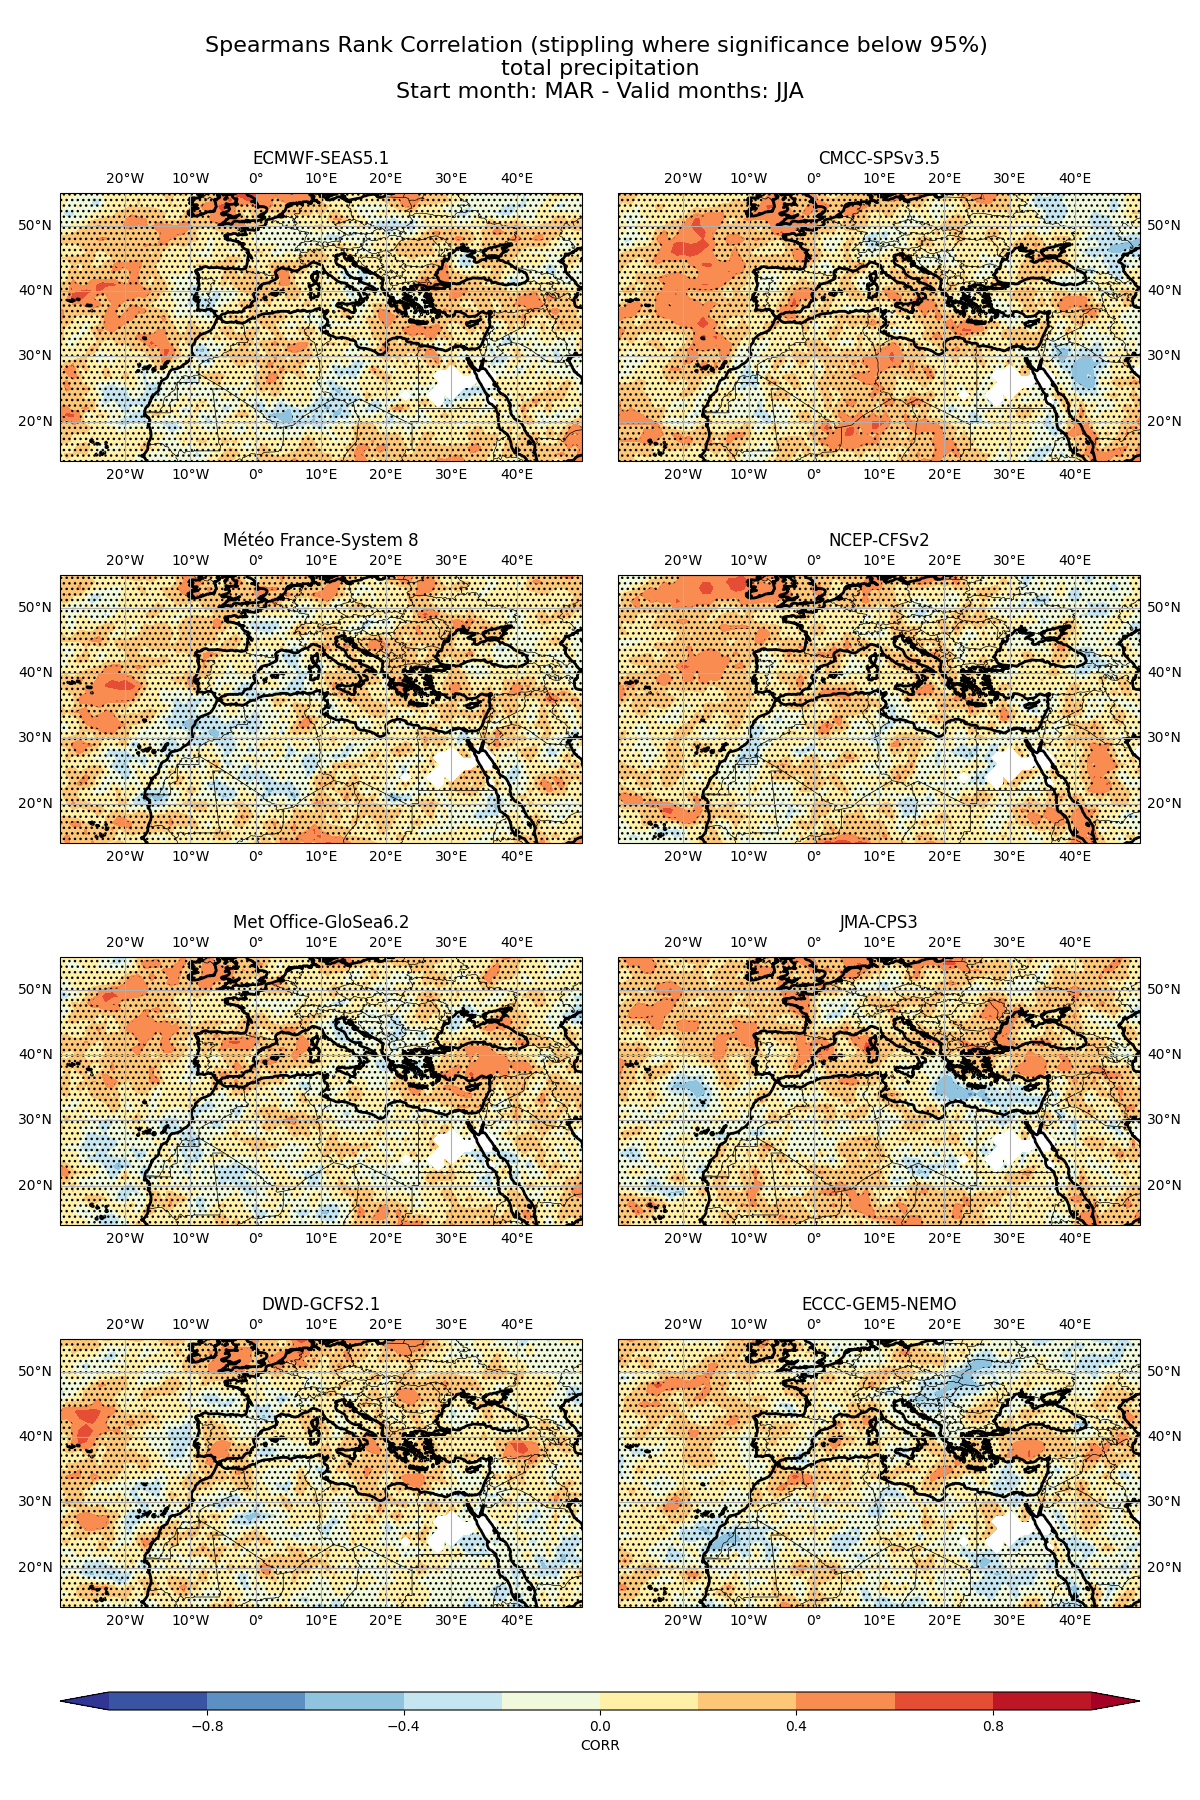 Spearmans Rank Correlation (stippling where significance below 95%)
total precipitation
Start month: MAR - Valid months: JJA
ECMWF-SEAS5.1
CMCC-SPSv3.5
20°W 10°W 0° 10°E 20°E 30°E 40°E
20°W 10°W 0° 10°E 20°E 30°E 40°E
50°N
50°N
40°N
40°N
30°N
30°N
20°N
20°N
20°W 10°W 0° 10°E 20°E 30°E 40°E
20°W 10°W 0° 10°E 20°E 30°E 40°E
Météo France-System 8
NCEP-CFSv2
20°W 10°W 0° 10°E 20°E 30°E 40°E
20°W 10°W 0° 10°E 20°E 30°E 40°E
50°N
50°N
40°N
40°N
30°N
30°N
20°N
20°N
20°W 10°W 0° 10°E 20°E 30°E 40°E
20°W 10°W 0° 10°E 20°E 30°E 40°E
Met Office-GloSea6.2
JMA-CPS3
20°W 10°W 0° 10°E 20°E 30°E 40°E
20°W 10°W 0° 10°E 20°E 30°E 40°E
50°N
50°N
40°N
40°N
30°N
30°N
20°N
20°N
20°W 10°W 0° 10°E 20°E 30°E 40°E
20°W 10°W 0° 10°E 20°E 30°E 40°E
DWD-GCFS2.1
ECCC-GEM5-NEMO
20°W 10°W 0° 10°E 20°E 30°E 40°E
20°W 10°W 0° 10°E 20°E 30°E 40°E
50°N
50°N
40°N
40°N
30°N
30°N
20°N
20°N
20°W 10°W 0° 10°E 20°E 30°E 40°E
20°W 10°W 0° 10°E 20°E 30°E 40°E
−0.8 −0.4 0.0 0.4 0.8
CORR